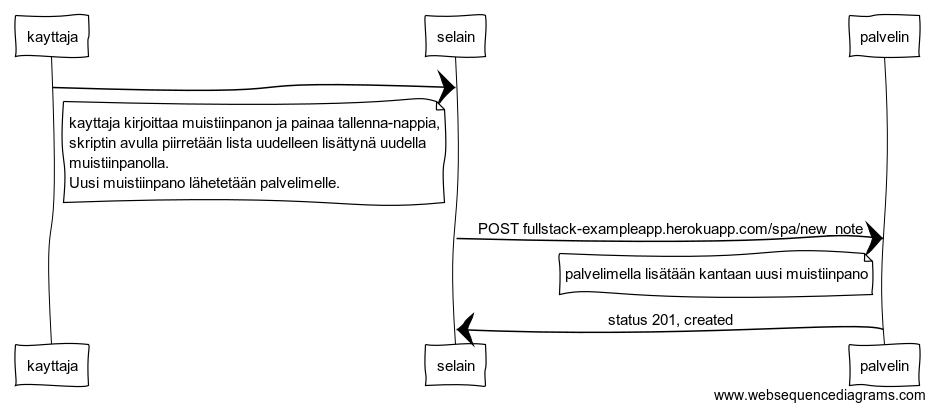 kayttaja selain palvelin
kayttaja kirjoittaa muistiinpanon ja painaa tallenna-nappia,
skriptin avulla piirretään lista uudelleen lisättynä uudella
muistiinpanolla.
Uusi muistiinpano lähetetään palvelimelle.
POST fullstack-exampleapp.herokuapp.com/spa/new_note
palvelimella lisätään kantaan uusi muistiinpano
status 201, created
kayttaja selain palvelin
www.websequencediagrams.com